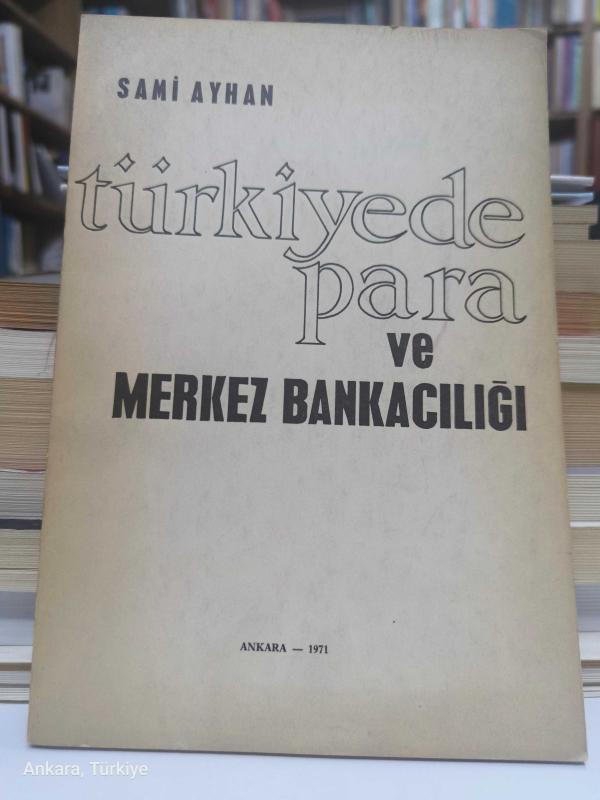 SAMİ AYHAN
türkiyede
para
ve
MERKEZ BANKACILIĞI
ANKARA — 1971
Ankara, Türkiye